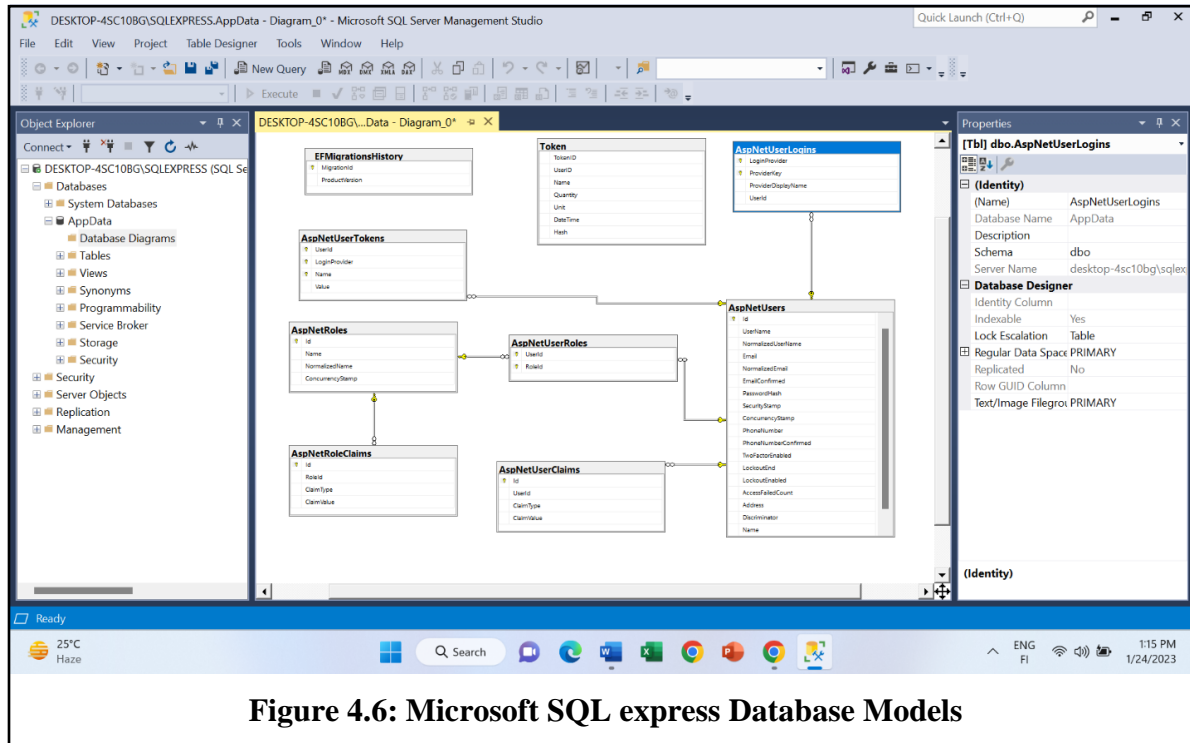 DESKTOP-4SC10BG\SQLEXPRESS.AppData - Diagram_0* - Microsoft SQL Server Management Studio
Quick Launch (Ctrl+Q)
File Edit View Project Table Designer Tools Window Help
New Query
Execute
Object Explorer
Connect
DESKTOP-4SC10BG\SQLEXPRESS (SQL Se
Databases
System Databases
AppData
Database Diagrams
Tables
Views
Synonyms
Programmability
Service Broker
Storage
Security
Security
Server Objects
Replication
Management
DESKTOP-4SC10BG\...Data - Diagram_0*
EFMigrationsHistory
MigrationId
ProductVersion
Token
TokenID
UserID
Name
Quantity
Unit
DateTime
Hash
AspNetUserLogins
LoginProvider
ProviderKey
ProviderDisplayName
UserId
AspNetUserTokens
UserId
LoginProvider
Name
Value
AspNetRoles
Id
Name
NormalizedName
ConcurrencyStamp
AspNetUserRoles
UserId
RoleId
AspNetUsers
Id
UserName
NormalizedUserName
Email
NormalizedEmail
EmailConfirmed
PasswordHash
SecurityStamp
ConcurrencyStamp
PhoneNumber
PhoneNumberConfirmed
TwoFactorEnabled
LockoutEnd
LockoutEnabled
AccessFailedCount
Address
Discriminator
Name
AspNetRoleClaims
Id
RoleId
ClaimType
ClaimValue
AspNetUserClaims
Id
UserId
ClaimType
ClaimValue
Properties
[Tbl] dbo.AspNetUserLogins
(Identity)
(Name) AspNetUserLogins
Database Name AppData
Description
Schema dbo
Server Name desktop-4sc10bg\sqlex
Database Designer
Identity Column
Indexable Yes
Lock Escalation Table
Regular Data Space PRIMARY
Replicated No
Row GUID Column
Text/Image Filegrou PRIMARY
(Identity)
Ready
25°C
Haze
Search
ENG
FI
1:15 PM
1/24/2023
Figure 4.6: Microsoft SQL express Database Models